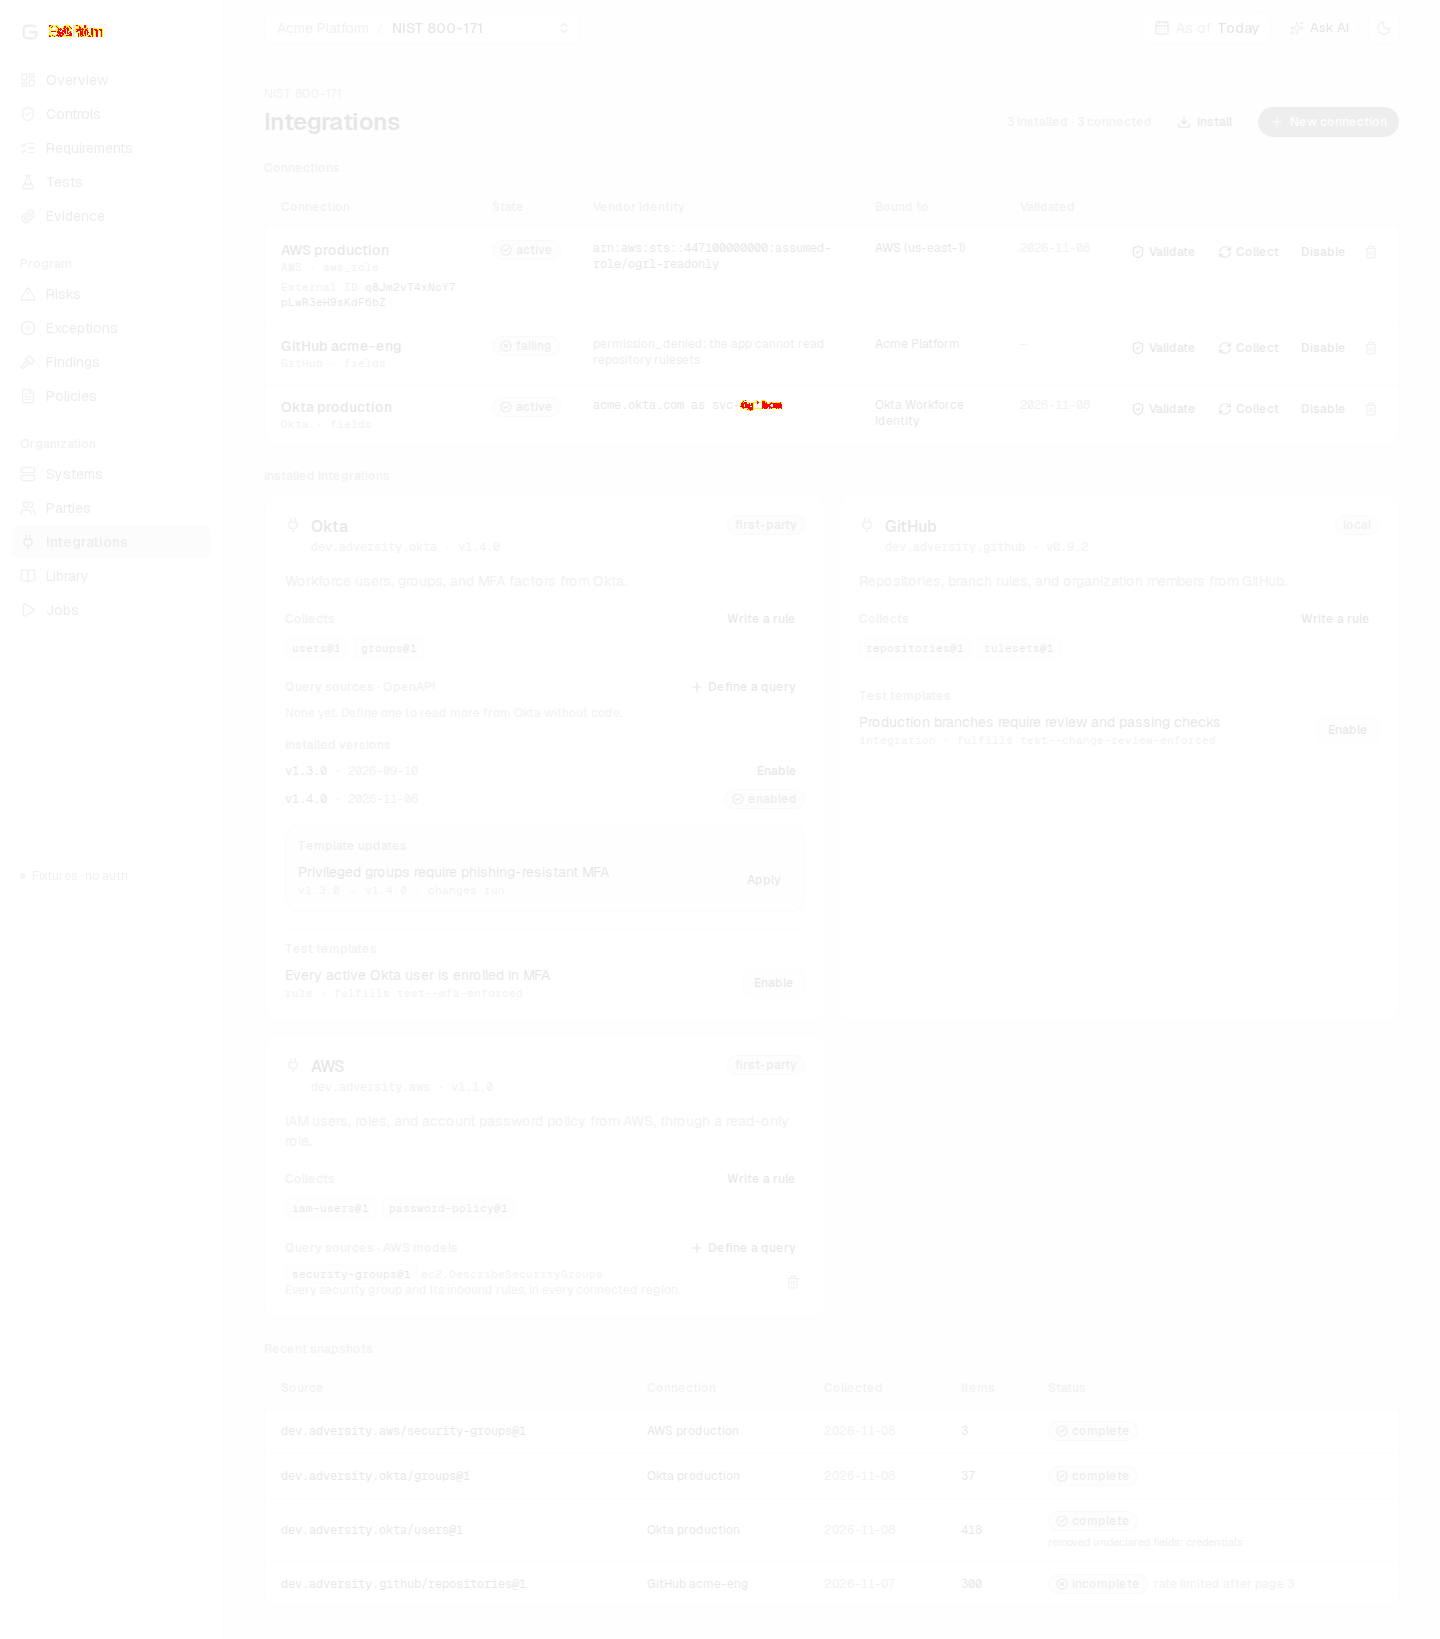 G
Acme Platform / NIST 800-171
As of Today
Ask AI
Overview
Controls
Requirements
Tests
Evidence
Program
Risks
Exceptions
Findings
Policies
Organization
Systems
Parties
Integrations
Library
Jobs
Fixtures · no auth
NIST 800-171
Integrations
3 installed · 3 connected
Install
New connection
Connections
Connection State Vendor identity Bound to Validated
AWS production active arn:aws:sts::447100000000:assumed- AWS (us-east-1) 2026-11-08 Validate Collect Disable
AWS · aws_role role/ogrl-readonly
External ID q8Jm2vT4xNcY7
pLwR3eH9sKdF6bZ
GitHub acme-eng failing permission_denied: the app cannot read Acme Platform — Validate Collect Disable
GitHub · fields repository rulesets
Okta production active acme.okta.com as svc- Okta Workforce 2026-11-08 Validate Collect Disable
Okta · fields Identity
Installed integrations
Okta first-party
dev.adversity.okta · v1.4.0
Workforce users, groups, and MFA factors from Okta.
Collects Write a rule
users@1 groups@1
Query sources · OpenAPI Define a query
None yet. Define one to read more from Okta without code.
Installed versions
v1.3.0 · 2026-09-10 Enable
v1.4.0 · 2026-11-06 enabled
Template updates
Privileged groups require phishing-resistant MFA
v1.3.0 → v1.4.0 · changes run
Apply
Test templates
Every active Okta user is enrolled in MFA
rule · fulfills test--mfa-enforced
Enable
GitHub local
dev.adversity.github · v0.9.2
Repositories, branch rules, and organization members from GitHub.
Collects Write a rule
repositories@1 rulesets@1
Test templates
Production branches require review and passing checks
integration · fulfills test--change-review-enforced
Enable
AWS first-party
dev.adversity.aws · v1.1.0
IAM users, roles, and account password policy from AWS, through a read-only
role.
Collects Write a rule
iam-users@1 password-policy@1
Query sources · AWS models Define a query
security-groups@1 ec2.DescribeSecurityGroups
Every security group and its inbound rules, in every connected region.
Recent snapshots
Source Connection Collected Items Status
dev.adversity.aws/security-groups@1 AWS production 2026-11-08 3 complete
dev.adversity.okta/groups@1 Okta production 2026-11-08 37 complete
dev.adversity.okta/users@1 Okta production 2026-11-08 418 complete
removed undeclared fields: credentials
dev.adversity.github/repositories@1 GitHub acme-eng 2026-11-07 300 incomplete rate limited after page 3